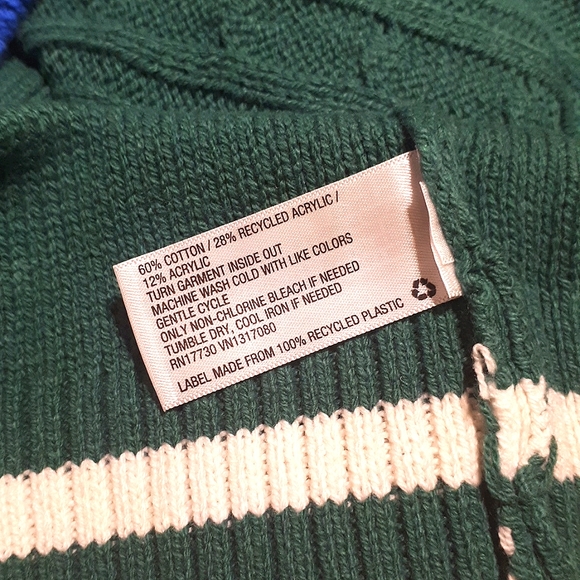 60% COTTON / 28% RECYCLED ACRYLIC /
12% ACRYLIC
TURN GARMENT INSIDE OUT
MACHINE WASH COLD WITH LIKE COLORS
GENTLE CYCLE
ONLY NON-CHLORINE BLEACH IF NEEDED
TUMBLE DRY, COOL IRON IF NEEDED
RN17730 VN1317080
LABEL MADE FROM 100% RECYCLED PLASTIC